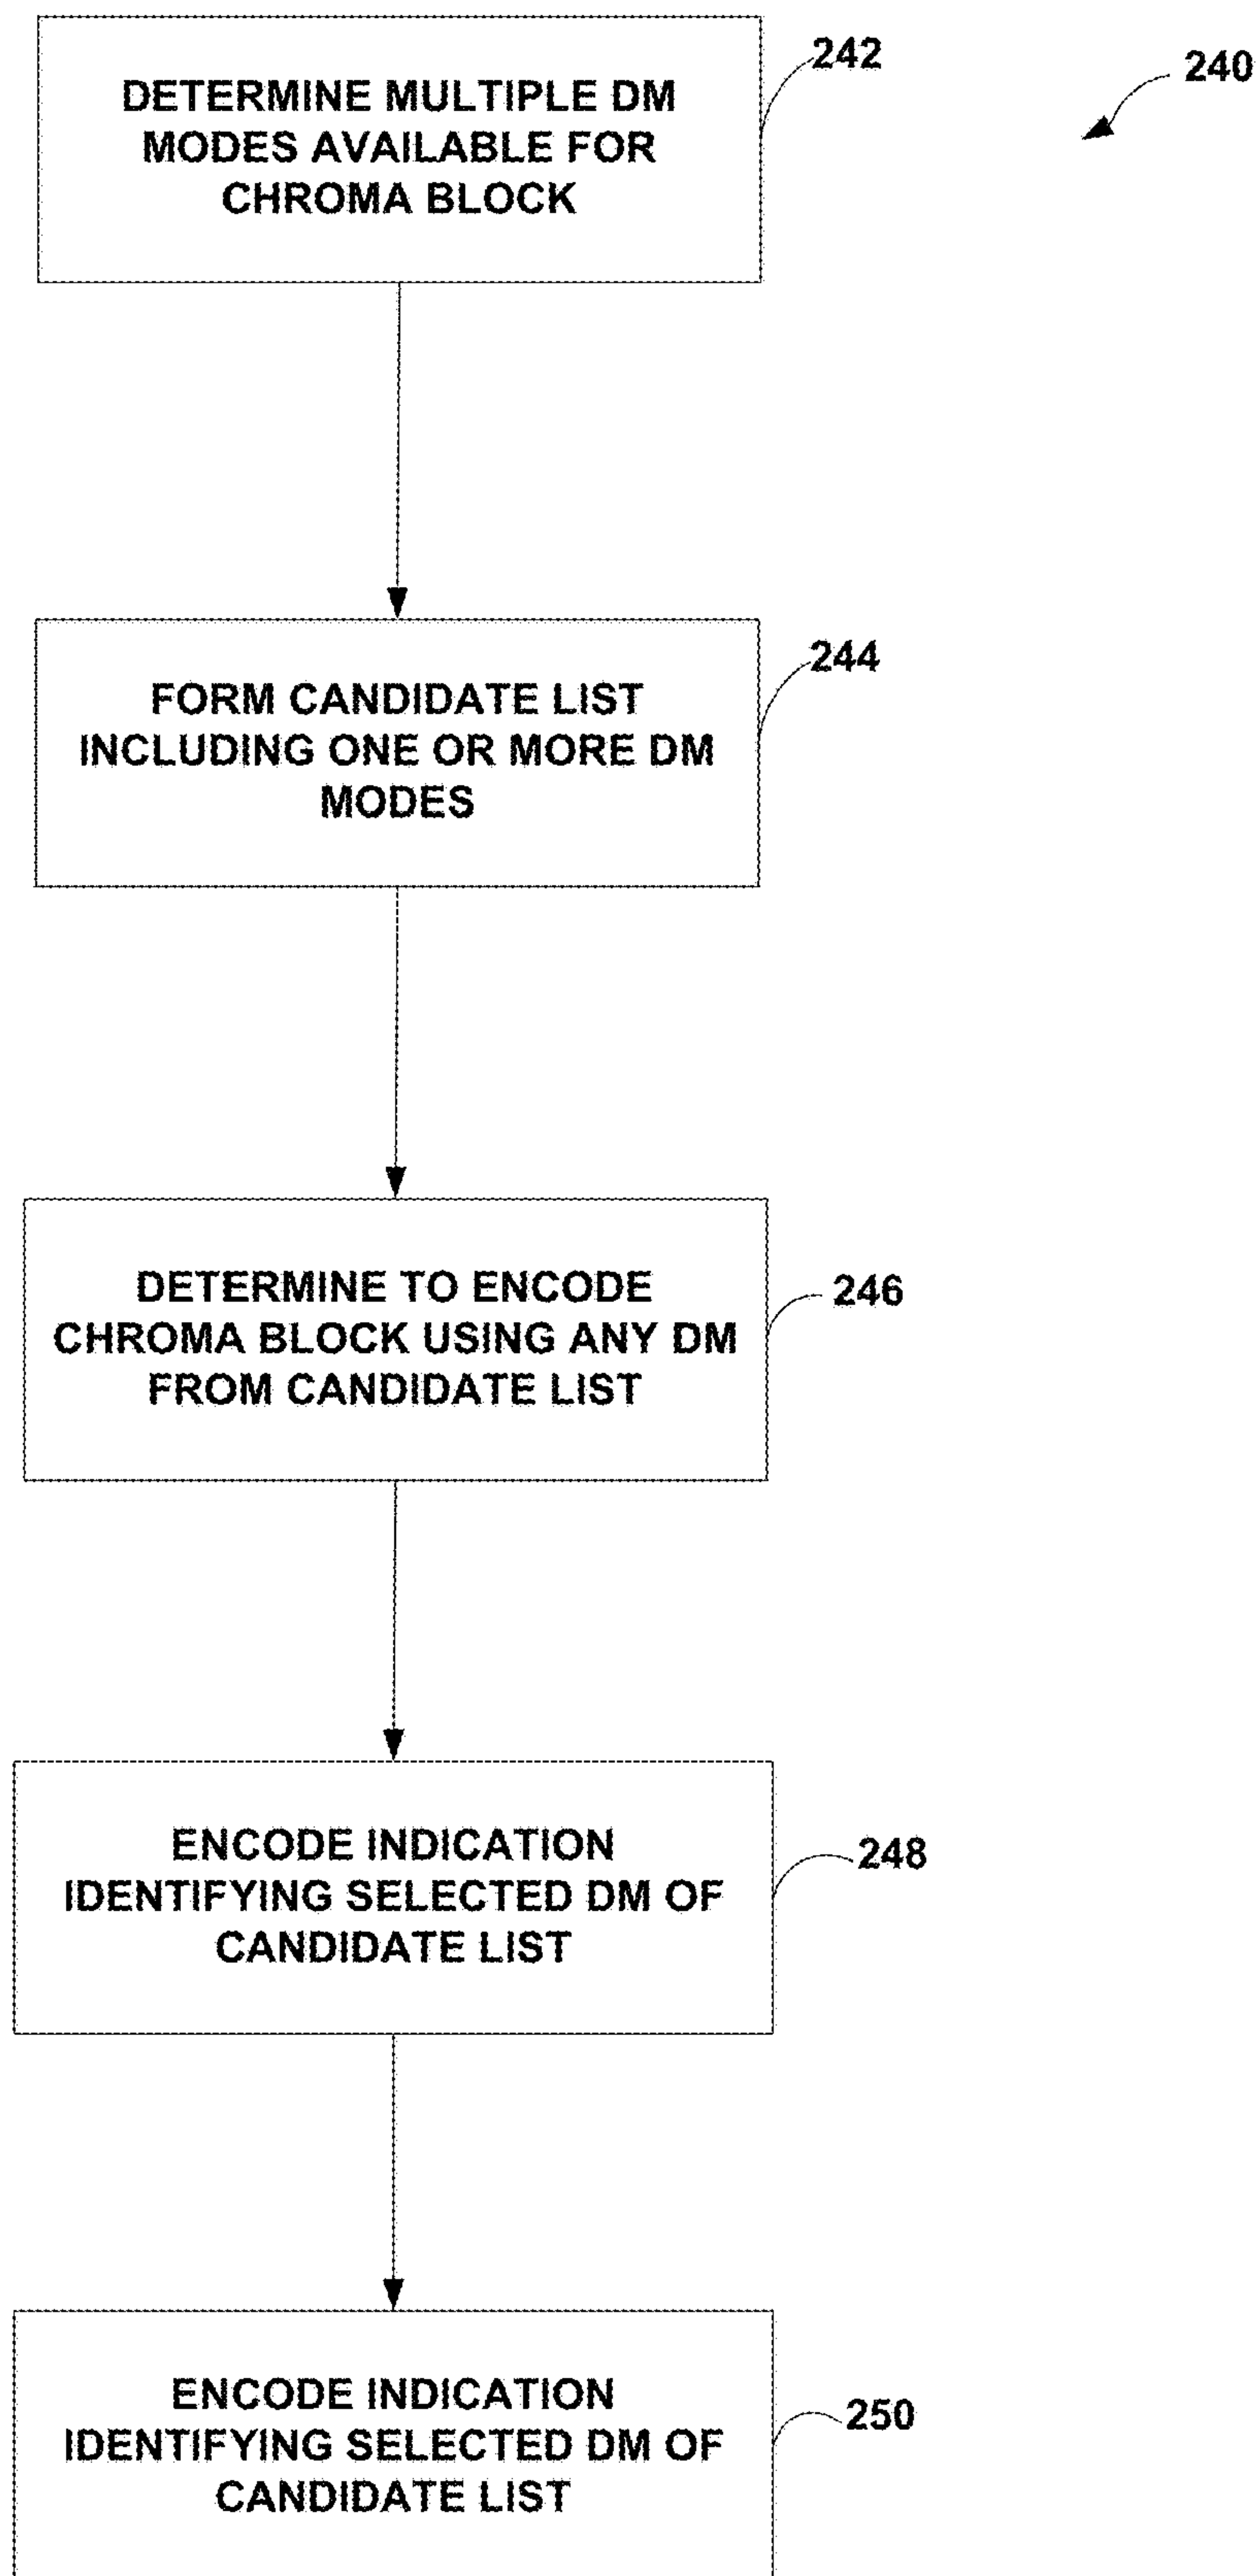 DETERMINE MULTIPLE DM
MODES AVAILABLE FOR
CHROMA BLOCK
242
240
FORM CANDIDATE LIST
INCLUDING ONE OR MORE DM
MODES
244
DETERMINE TO ENCODE
CHROMA BLOCK USING ANY DM
FROM CANDIDATE LIST
246
ENCODE INDICATION
IDENTIFYING SELECTED DM OF
CANDIDATE LIST
248
ENCODE INDICATION
IDENTIFYING SELECTED DM OF
CANDIDATE LIST
250